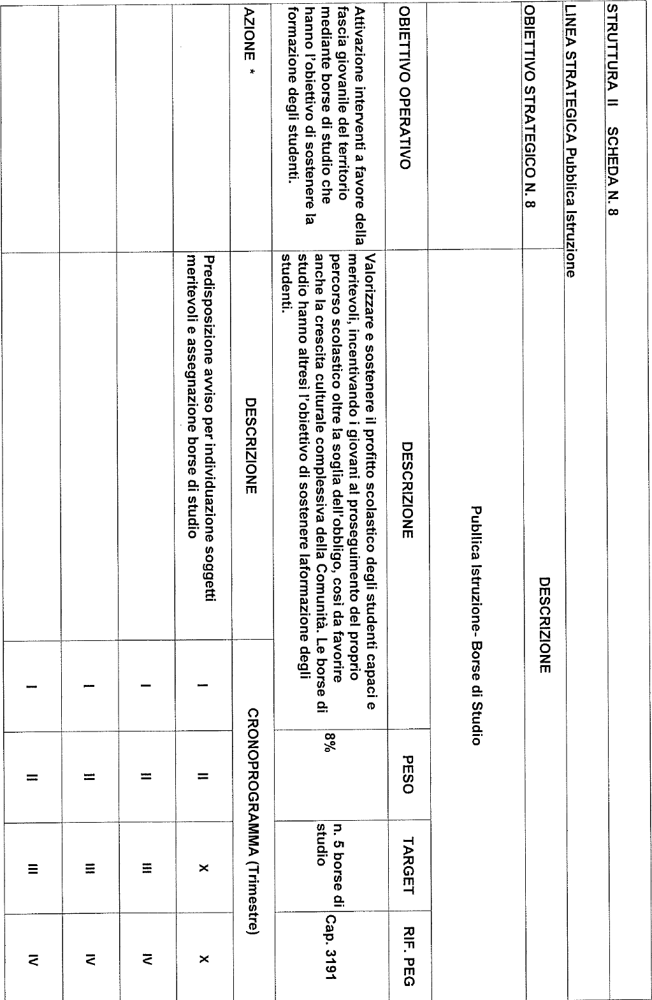 STRUTTURA II SCHEDA N. 8
LINEA STRATEGICA Pubblica Istruzione
OBIETTIVO STRATEGICO N. 8
DESCRIZIONE
Pubblica Istruzione- Borse di Studio
OBIETTIVO OPERATIVO
DESCRIZIONE
PESO
TARGET
RIF. PEG
Attivazione interventi a favore della
fascia giovanile del territorio
mediante borse di studio che
hanno l'obiettivo di sostenere la
formazione degli studenti.
Valorizzare e sostenere il profitto scolastico degli studenti capaci e
meritevoli, incentivando i giovani al proseguimento del proprio
percorso scolastico oltre la soglia dell'obbligo, così da favorire
anche la crescita culturale complessiva della Comunità. Le borse di
studio hanno altresì l'obiettivo di sostenere laformazione degli
studenti.
8%
n. 5 borse di
studio
Cap. 3191
AZIONE *
DESCRIZIONE
CRONOPROGRAMMA (Trimestre)
Predisposizione avviso per individuazione soggetti
meritevoli e assegnazione borse di studio
I II X X
I II III IV
I II III IV
I II III IV